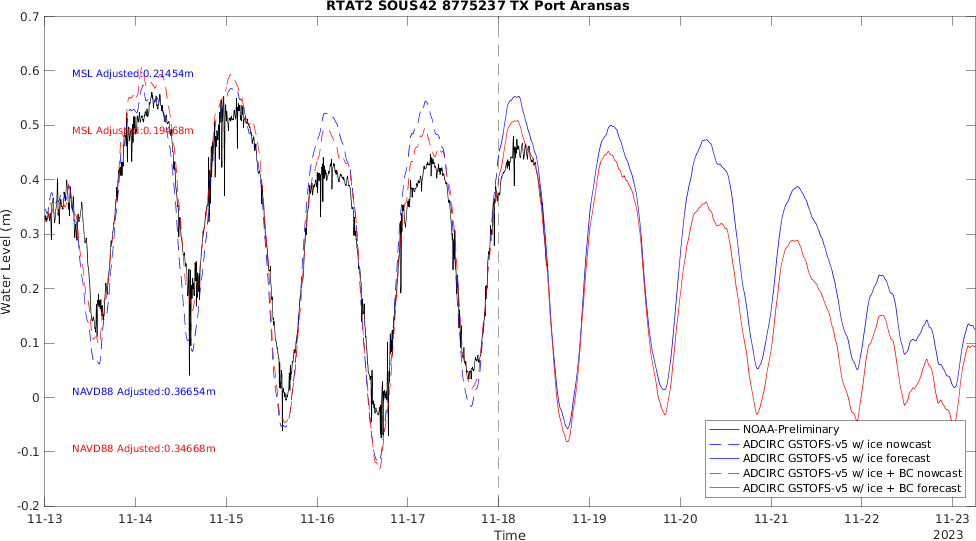 RTAT2 SOUS42 8775237 TX Port Aransas
0.7
0.6
0.5
0.4
0.3
0.2
0.1
0
-0.1
-0.2
Water Level (m)
MSL Adjusted:0.21454m
MSL Adjusted:0.19468m
NAVD88 Adjusted:0.36654m
NAVD88 Adjusted:0.34668m
NOAA-Preliminary
ADCIRC GSTOFS-v5 w/ ice nowcast
ADCIRC GSTOFS-v5 w/ ice forecast
ADCIRC GSTOFS-v5 w/ ice + BC nowcast
ADCIRC GSTOFS-v5 w/ ice + BC forecast
11-13 11-14 11-15 11-16 11-17 11-18 11-19 11-20 11-21 11-22 11-23
Time
2023